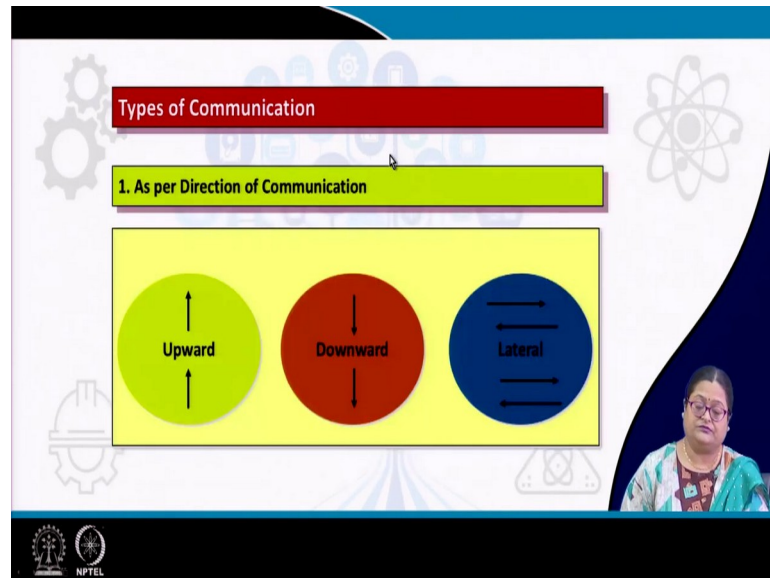 Types of Communication
1. As per Direction of Communication
Upward
Downward
Lateral
NPTEL